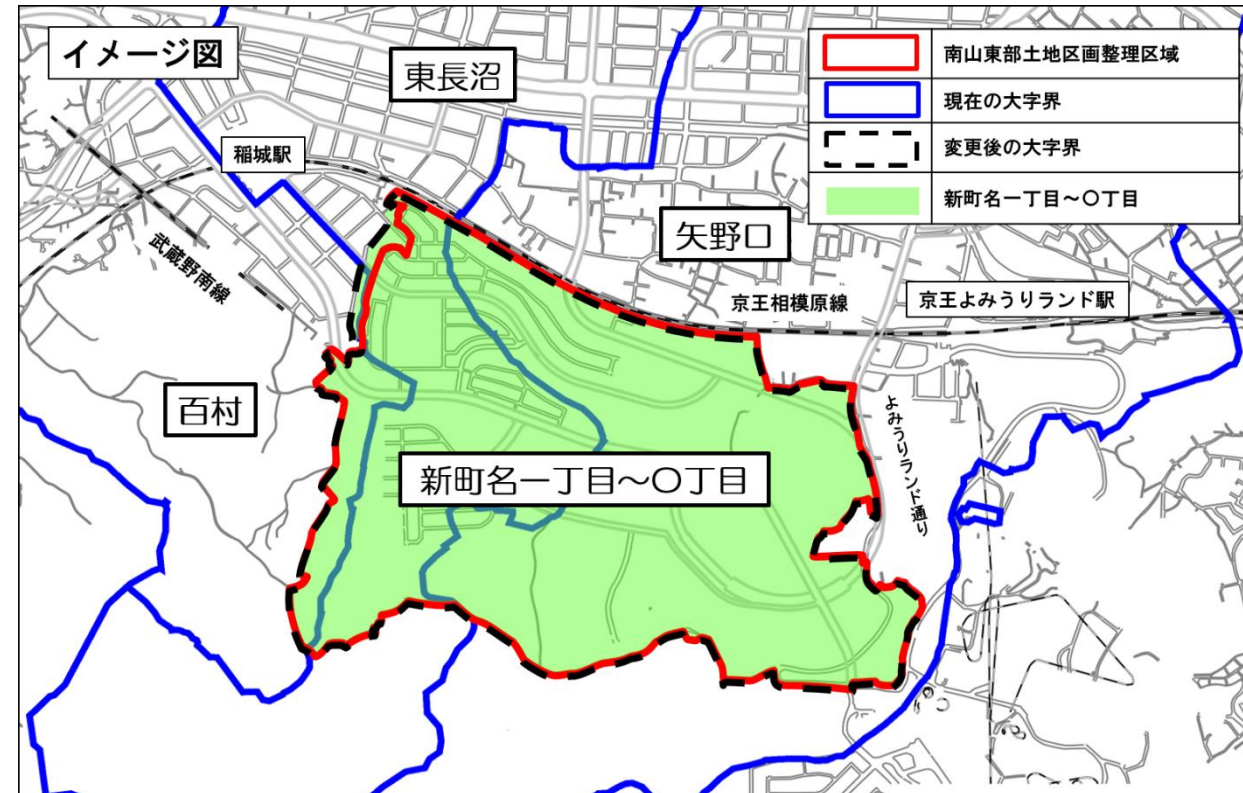 イメージ図
東長沼
南山東部土地区画整理区域
現在の大字界
変更後の大字界
新町名一丁目～〇丁目
稲城駅
矢野口
武蔵野南線
京王相模原線
京王よみうりランド駅
百村
よみうりランド通り
新町名一丁目～〇丁目